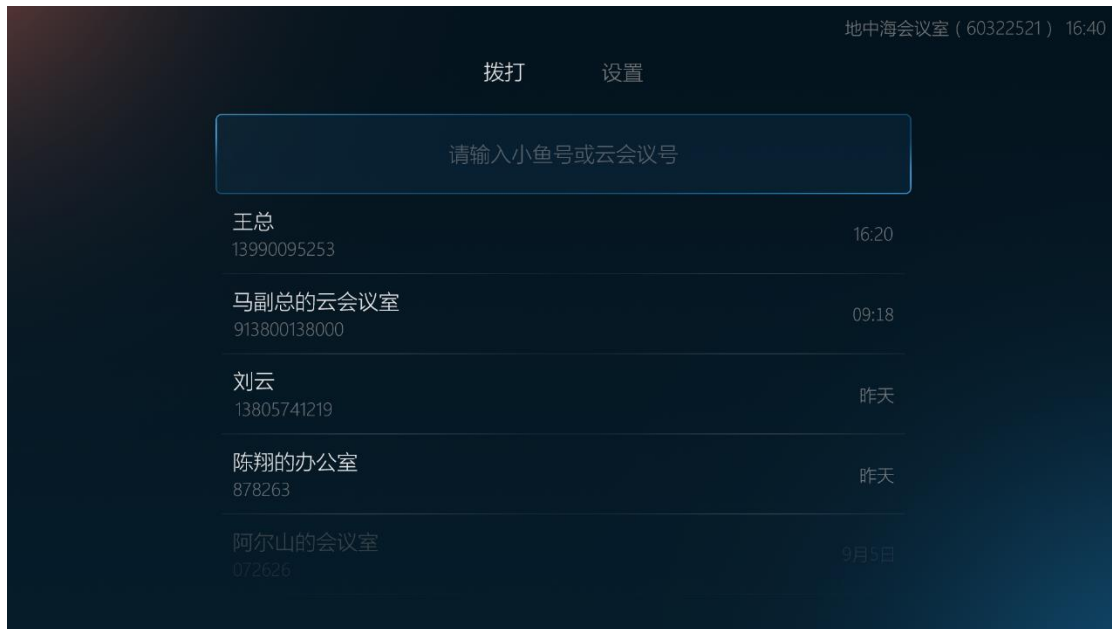 地中海会议室（60322521） 16:40
拨打 设置
请输入小鱼号或云会议号
王总
13990095253 16:20
马副总的云会议室
913800138000 09:18
刘云
13805741219 昨天
陈翔的办公室
878263 昨天
阿尔山的会议室
072626 9月5日